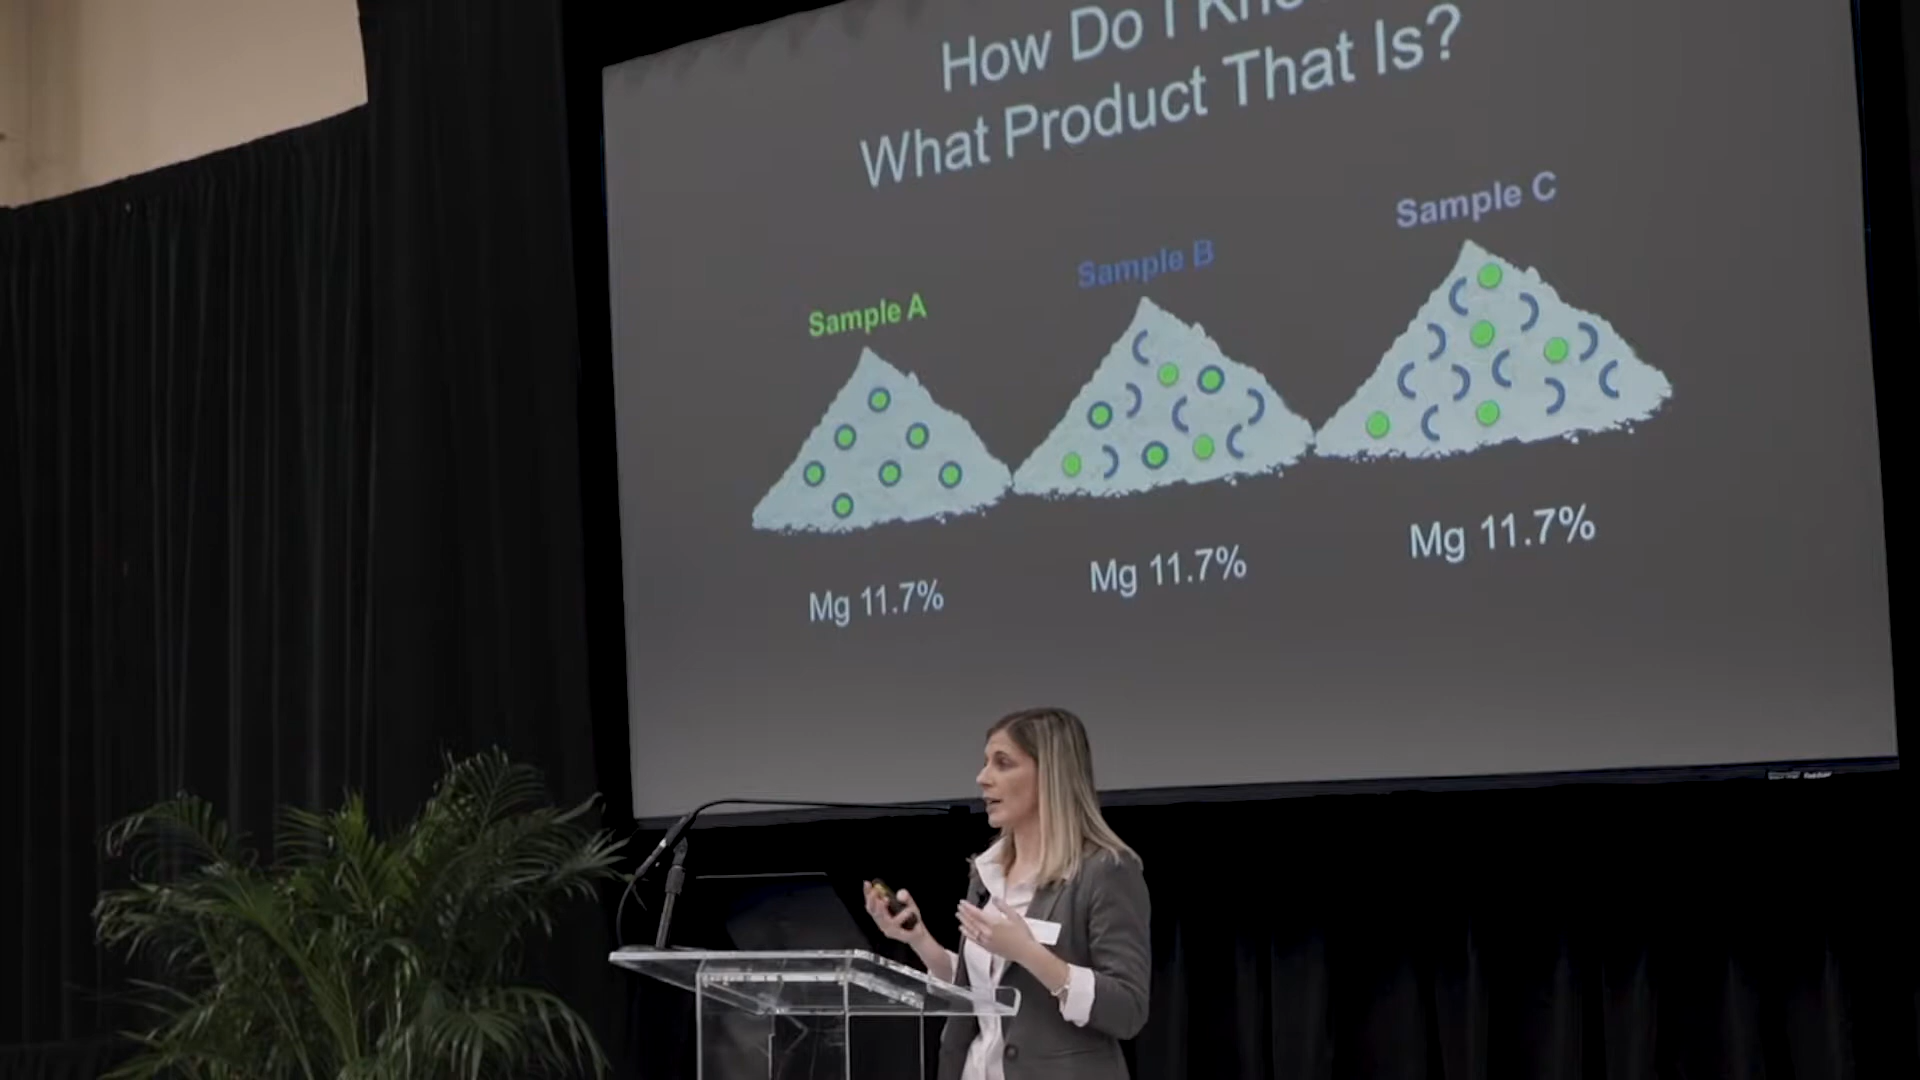 How Do I
What Product That Is?
Sample A
Sample B
Sample C
Mg 11.7%
Mg 11.7%
Mg 11.7%